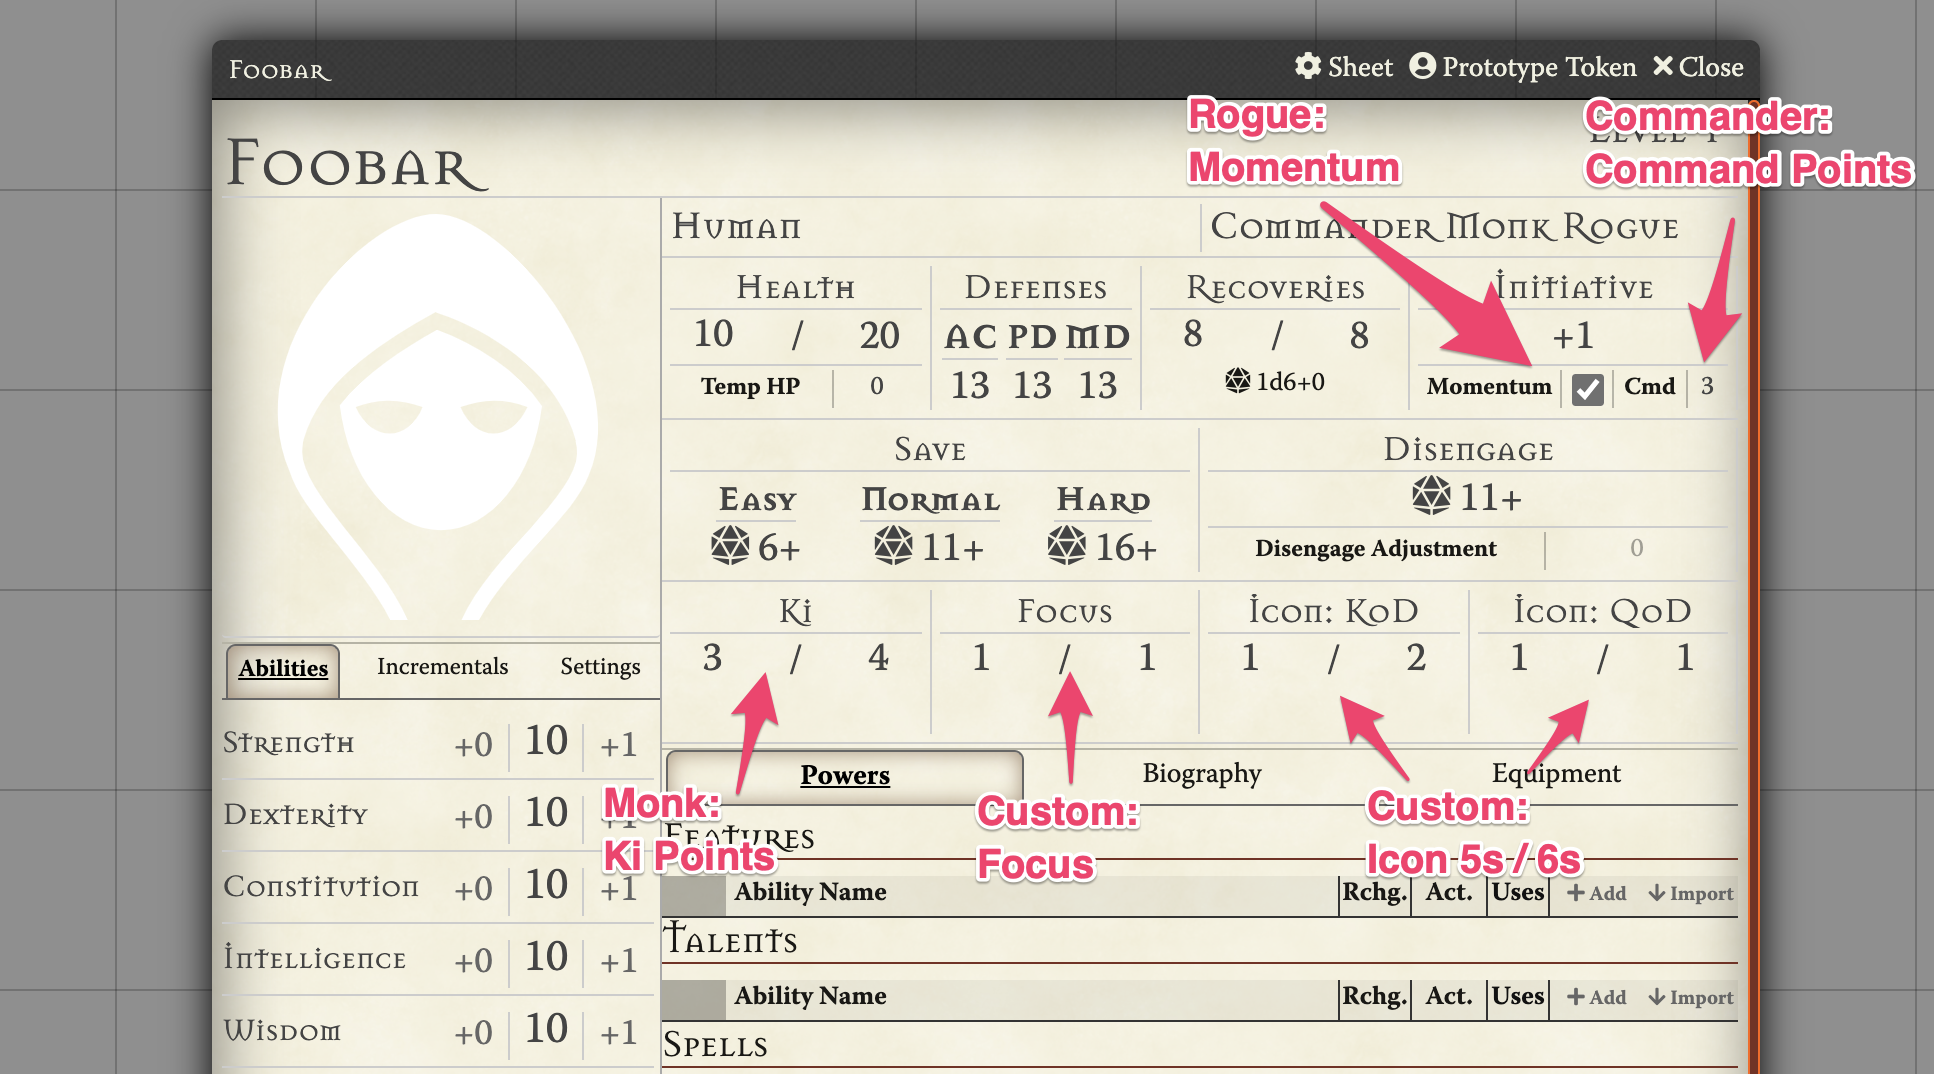 Foobar
Sheet Prototype Token Close
Rogue:
Momentum
Commander:
Command Points
Level 1
Foobar
Human
Commander Monk Rogue
Health Defenses Recoveries Initiative
10 / 20 AC PD MD 8 / 8 +1
Temp HP 0 13 13 13 1d6+0 Momentum Cmd 3
Save Disengage
Easy Normal Hard 11+
6+ 11+ 16+ Disengage Adjustment 0
Ki Focus Icon: KoD Icon: QoD
3 / 4 1 / 1 1 / 2 1 / 1
Abilities Incrementals Settings
Strength +0 10 +1
Dexterity +0 10 +1
Constitution +0 10 +1
Intelligence +0 10 +1
Wisdom +0 10 +1
Powers Biography Equipment
Monk:
Ki Points
Custom:
Focus
Custom:
Icon 5s / 6s
Features
Ability Name Rchg. Act. Uses Add Import
Talents
Ability Name Rchg. Act. Uses Add Import
Spells